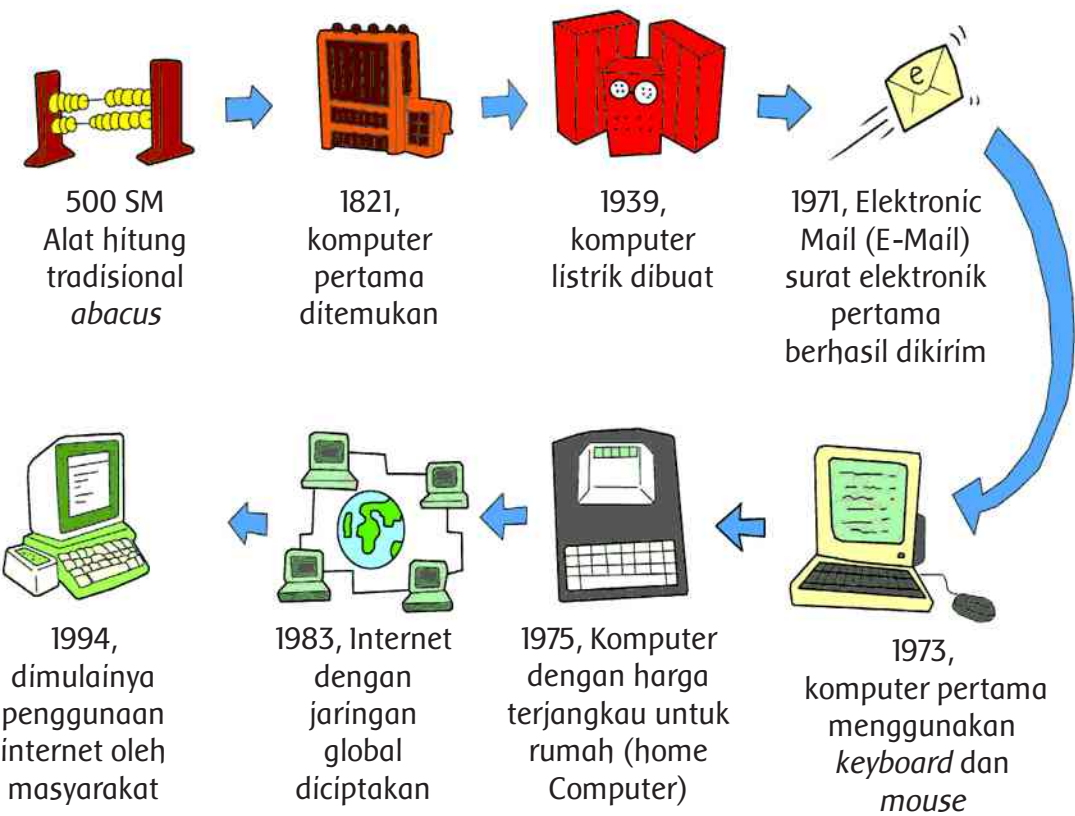 500 SM
Alat hitung
tradisional
abacus
1821,
komputer
pertama
ditemukan
1939,
komputer
listrik dibuat
e
1971, Elektronic
Mail (E-Mail)
surat elektronik
pertama
berhasil dikirim
1973,
komputer pertama
menggunakan
keyboard dan
mouse
1975, Komputer
dengan harga
terjangkau untuk
rumah (home
Computer)
1983, Internet
dengan
jaringan
global
diciptakan
1994,
dimulainya
penggunaan
internet oleh
masyarakat